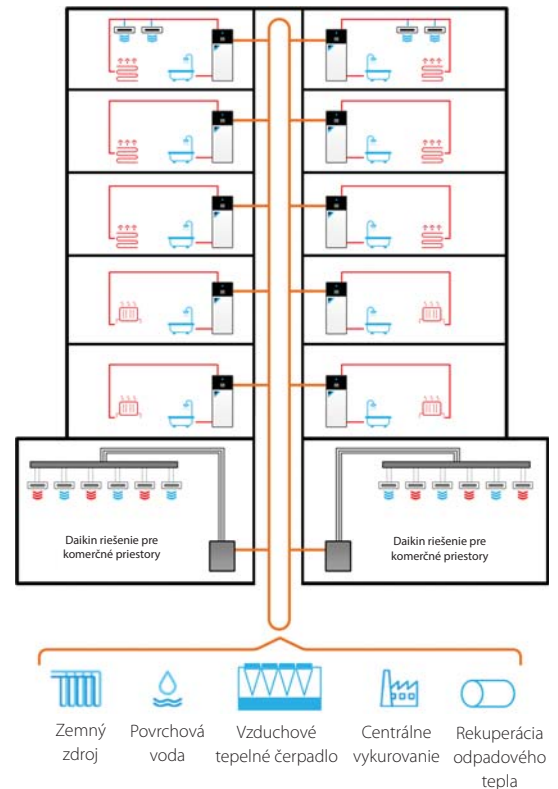 Daikin riešenie pre
komerčné priestory
Daikin riešenie pre
komerčné priestory
Zemný
zdroj
Povrchová
voda
Vzduchové
tepelné čerpadlo
Centrálne
vykurovanie
Rekuperácia
odpadového
tepla